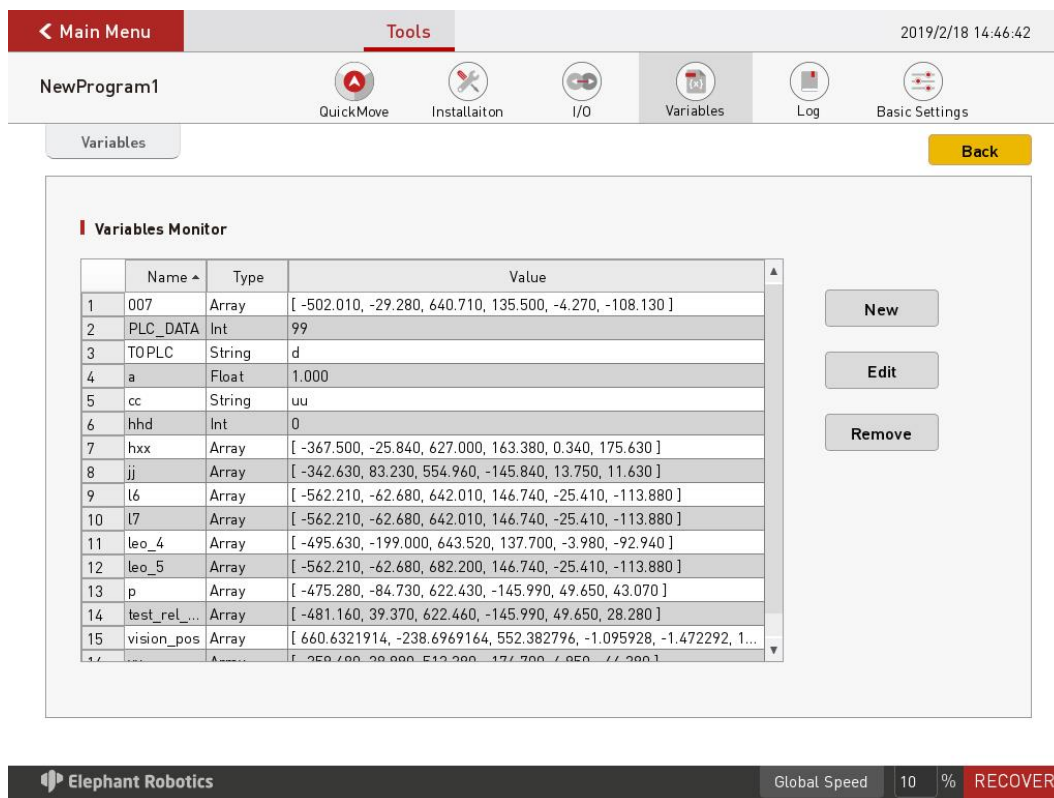 Main Menu Tools 2019/2/18 14:46:42
NewProgram1
QuickMove Installaiton I/O Variables Log Basic Settings
Variables
Back
Variables Monitor
Name Type Value
1 007 Array [ -502.010, -29.280, 640.710, 135.500, -4.270, -108.130 ]
2 PLC_DATA Int 99
3 TOPLC String d
4 a Float 1.000
5 cc String uu
6 hhd Int 0
7 hxx Array [ -367.500, -25.840, 627.000, 163.380, 0.340, 175.630 ]
8 jj Array [ -342.630, 83.230, 554.960, -145.840, 13.750, 11.630 ]
9 l6 Array [ -562.210, -62.680, 642.010, 146.740, -25.410, -113.880 ]
10 l7 Array [ -562.210, -62.680, 642.010, 146.740, -25.410, -113.880 ]
11 leo_4 Array [ -495.630, -199.000, 643.520, 137.700, -3.980, -92.940 ]
12 leo_5 Array [ -562.210, -62.680, 682.200, 146.740, -25.410, -113.880 ]
13 p Array [ -475.280, -84.730, 622.430, -145.990, 49.650, 43.070 ]
14 test_rel_... Array [ -481.160, 39.370, 622.460, -145.990, 49.650, 28.280 ]
15 vision_pos Array [ 660.6321914, -238.6969164, 552.382796, -1.095928, -1.472292, 1...
New
Edit
Remove
Elephant Robotics Global Speed 10 % RECOVER